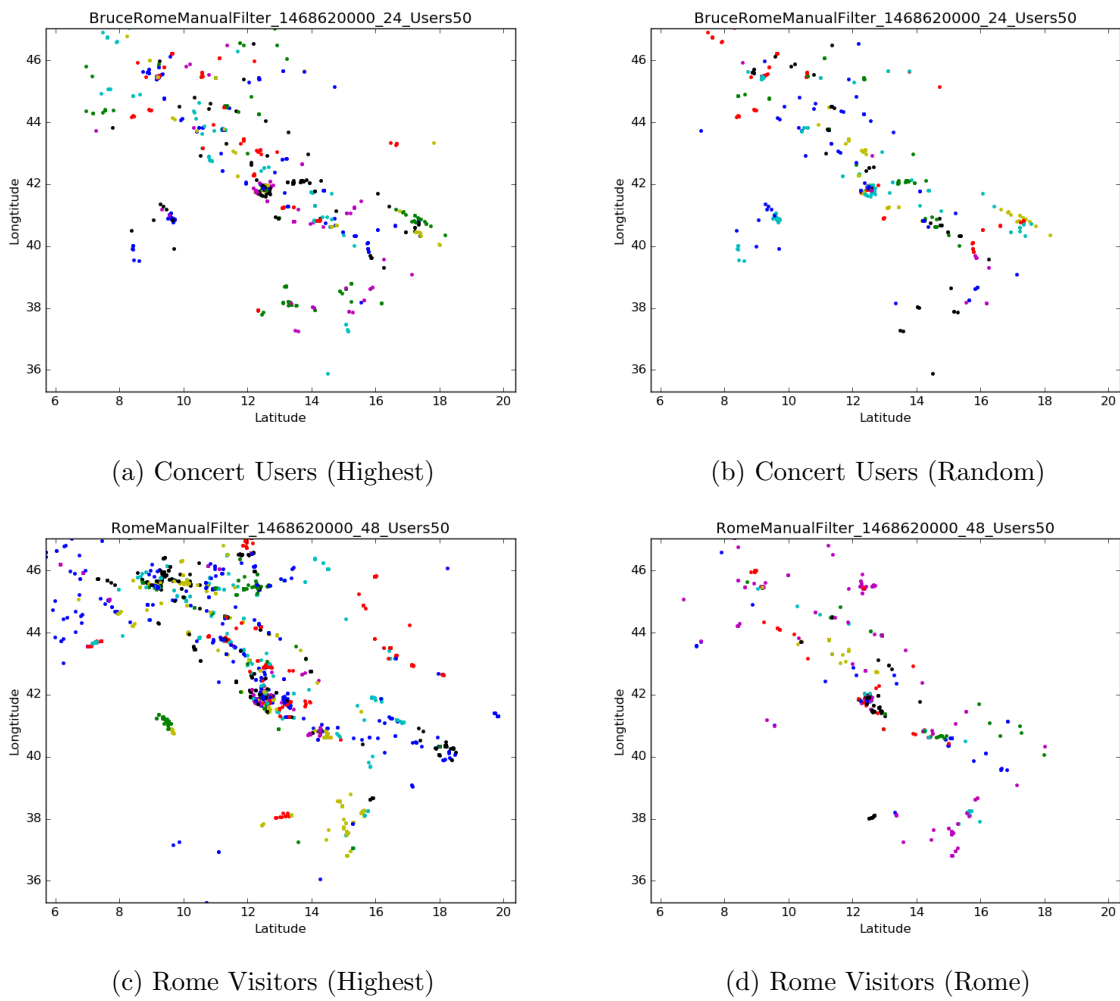 BruceRomeManualFilter_1468620000_24_Users50
46
44
42
40
38
36
Longtitude
6 8 10 12 14 16 18 20
Latitude
(a) Concert Users (Highest)
BruceRomeManualFilter_1468620000_24_Users50
46
44
42
40
38
36
Longtitude
6 8 10 12 14 16 18 20
Latitude
(b) Concert Users (Random)
RomeManualFilter_1468620000_48_Users50
46
44
42
40
38
36
Longtitude
6 8 10 12 14 16 18 20
Latitude
(c) Rome Visitors (Highest)
RomeManualFilter_1468620000_48_Users50
46
44
42
40
38
36
Longtitude
6 8 10 12 14 16 18 20
Latitude
(d) Rome Visitors (Rome)